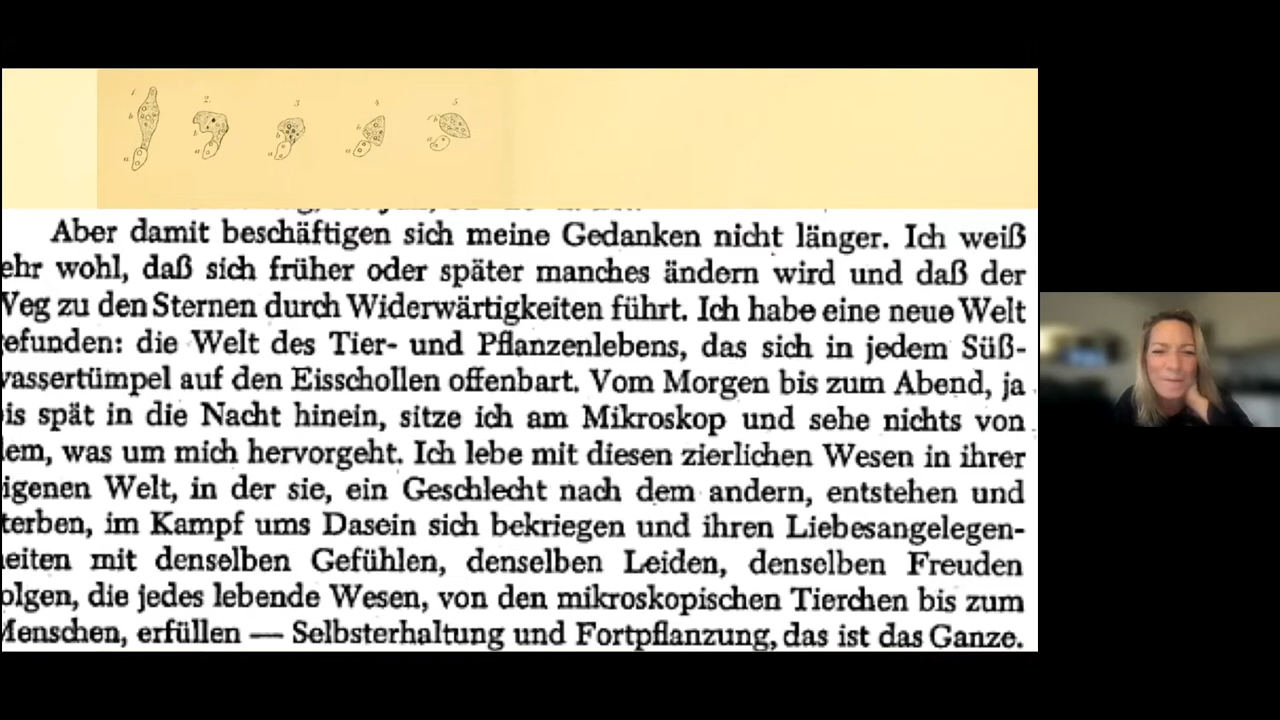 1 2. 3 4. 5.
b b b b b
a a a a a
Aber damit beschäftigen sich meine Gedanken nicht länger. Ich weiß
ehr wohl, daß sich früher oder später manches ändern wird und daß der
Weg zu den Sternen durch Widerwärtigkeiten führt. Ich habe eine neue Welt
efunden: die Welt des Tier- und Pflanzenlebens, das sich in jedem Süß-
wassertümpel auf den Eisschollen offenbart. Vom Morgen bis zum Abend, ja
is spät in die Nacht hinein, sitze ich am Mikroskop und sehe nichts von
em, was um mich hervorgeht. Ich lebe mit diesen zierlichen Wesen in ihrer
igenen Welt, in der sie, ein Geschlecht nach dem andern, entstehen und
terben, im Kampf ums Dasein sich bekriegen und ihren Liebesangelegen-
eiten mit denselben Gefühlen, denselben Leiden, denselben Freuden
olgen, die jedes lebende Wesen, von den mikroskopischen Tierchen bis zum
Menschen, erfüllen — Selbsterhaltung und Fortpflanzung, das ist das Ganze.